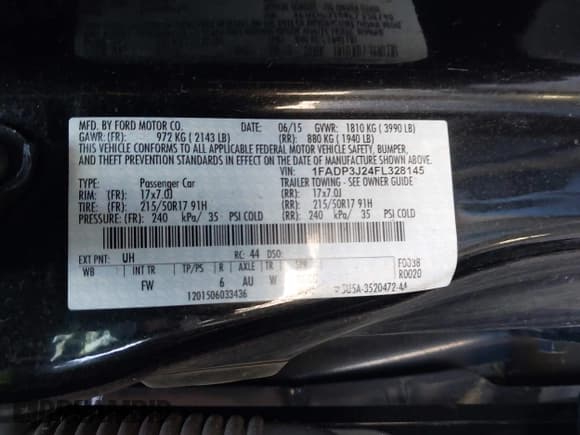 MFD. BY FORD MOTOR CO. DATE: 06/15 GVWR: 1810 KG ( 3990 LB)
GAWR: (FR): 972 KG ( 2143 LB) (RR): 880 KG ( 1940 LB)
THIS VEHICLE CONFORMS TO ALL APPLICABLE FEDERAL MOTOR VEHICLE SAFETY, BUMPER,
AND THEFT PREVENTION STANDARDS IN EFFECT ON THE DATE OF MANUFACTURE SHOWN ABOVE.
VIN: 1FADP3J24FL328145
TYPE: Passenger Car TRAILER TOWING - SEE OWNER GUIDE
RIM: (FR): 17x7.0J (RR): 17x7.0J
TIRE: (FR): 215/50R17 91H (RR): 215/50R17 91H
PRESSURE: (FR): 240 kPa/ 35 PSI COLD (RR): 240 kPa/ 35 PSI COLD
EXT PNT: UH RC: 44 DSO:
WB INT TR TP/PS R AXLE TR SPR
FW 6 AU W
F0038
R0020
1201506033436
5U5A-3520472-AA